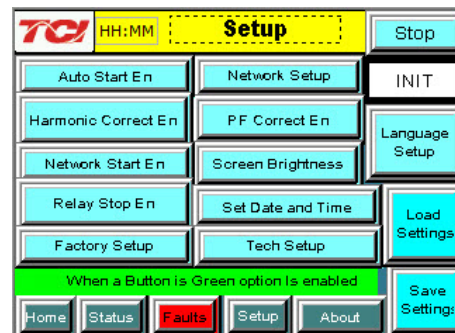 TCI HH:MM Setup Stop
Auto Start En Network Setup INIT
Harmonic Correct En PF Correct En
Language
Setup
Network Start En Screen Brightness
Relay Stop En Set Date and Time
Load
Settings
Factory Setup Tech Setup
When a Button is Green option Is enabled
Save
Settings
Home Status Faults Setup About